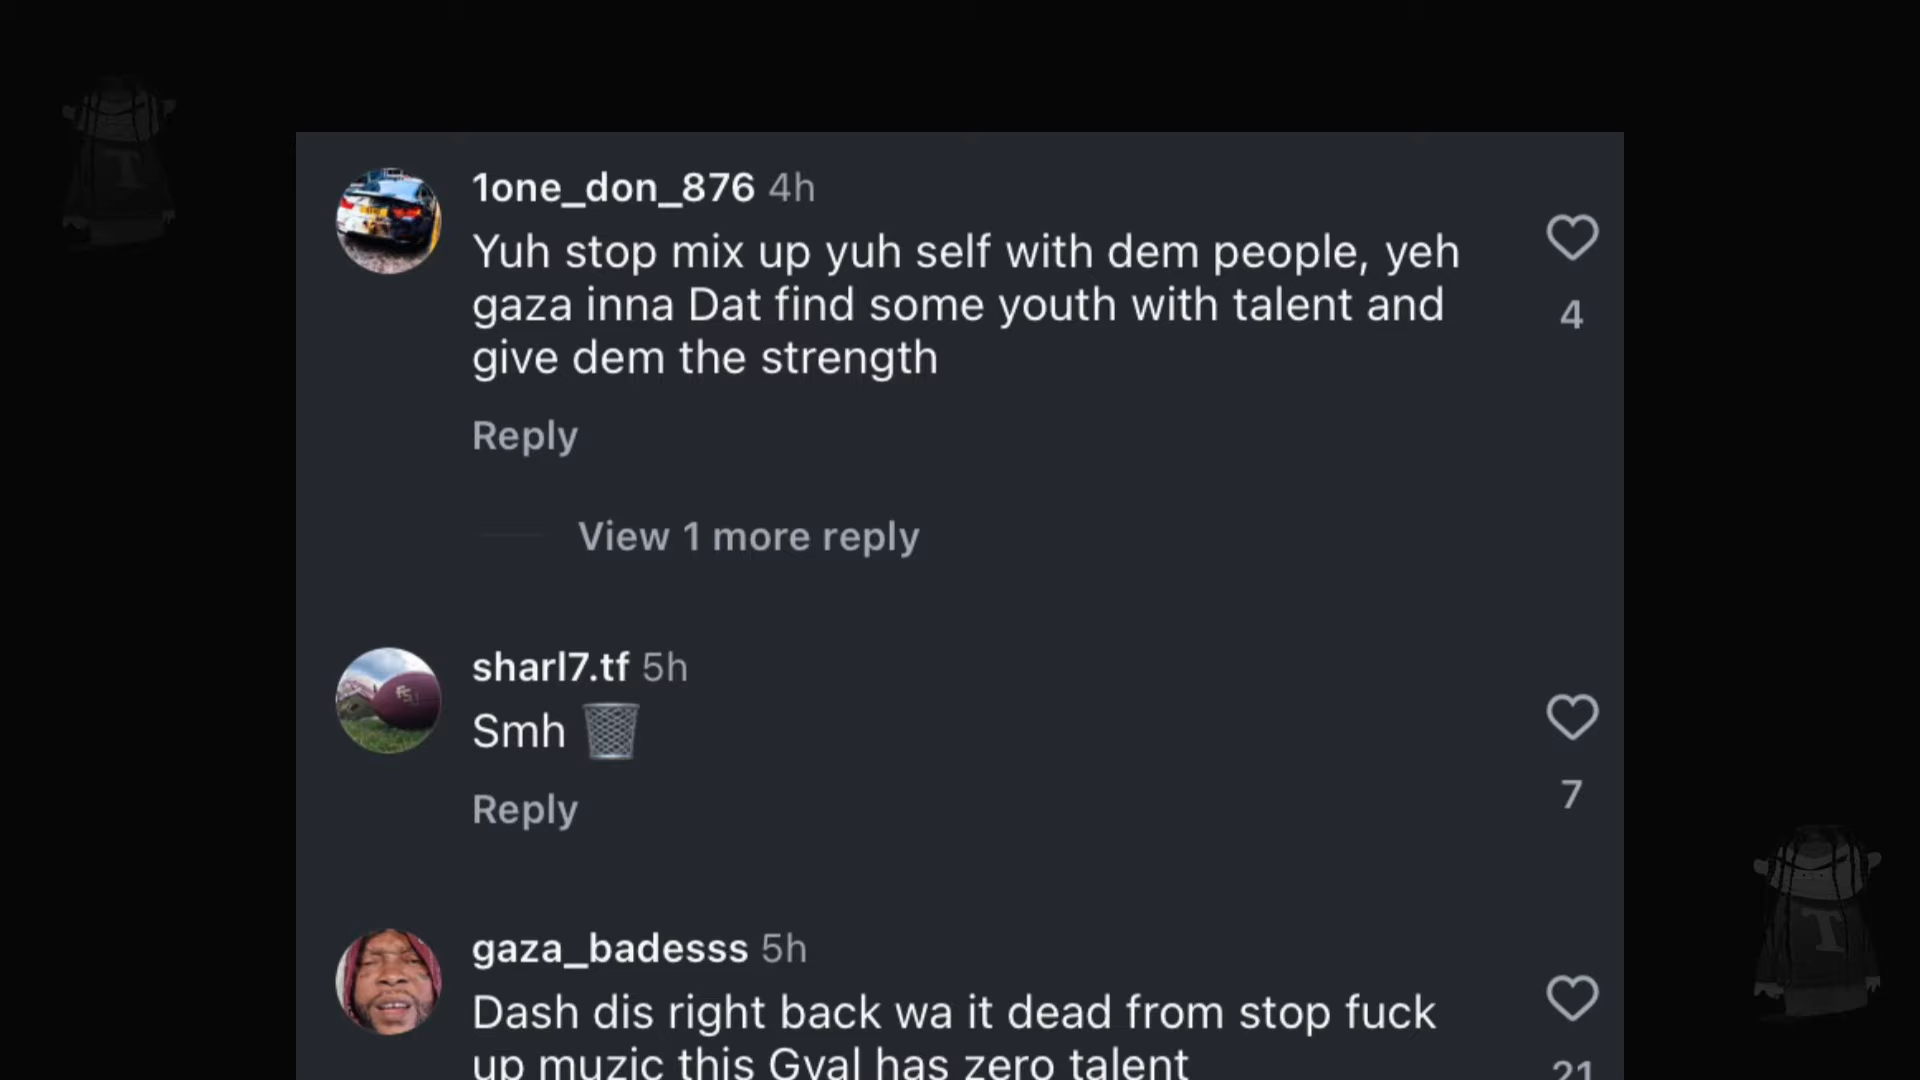 1one_don_876 4h
Yuh stop mix up yuh self with dem people, yeh
gaza inna Dat find some youth with talent and
give dem the strength
4
Reply
View 1 more reply
sharl7.tf 5h
Smh 🗑️
7
Reply
gaza_badesss 5h
Dash dis right back wa it dead from stop fuck
up muzic this Gyal has zero talent
21
T
T